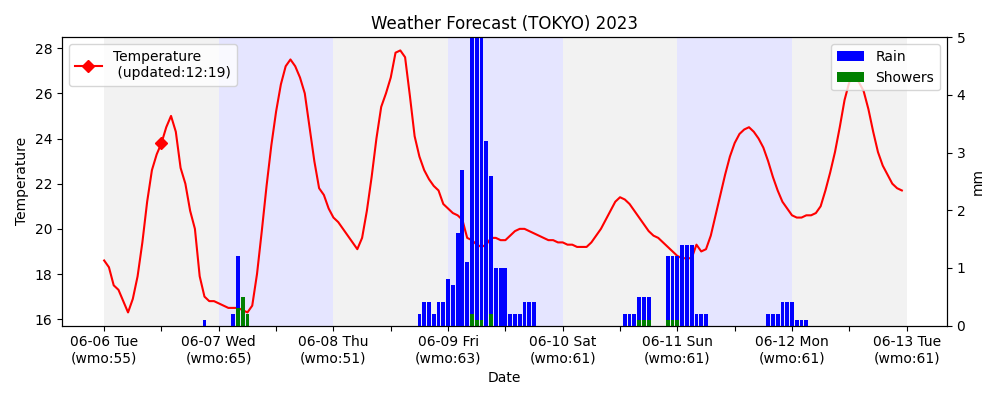 Weather Forecast (TOKYO) 2023
Temperature
(updated:12:19)
Rain
Showers
Temperature
28
26
24
22
20
18
16
5
4
3
2
1
0
mm
06-06 Tue
(wmo:55)
06-07 Wed
(wmo:65)
06-08 Thu
(wmo:51)
06-09 Fri
(wmo:63)
06-10 Sat
(wmo:61)
06-11 Sun
(wmo:61)
06-12 Mon
(wmo:61)
06-13 Tue
(wmo:61)
Date